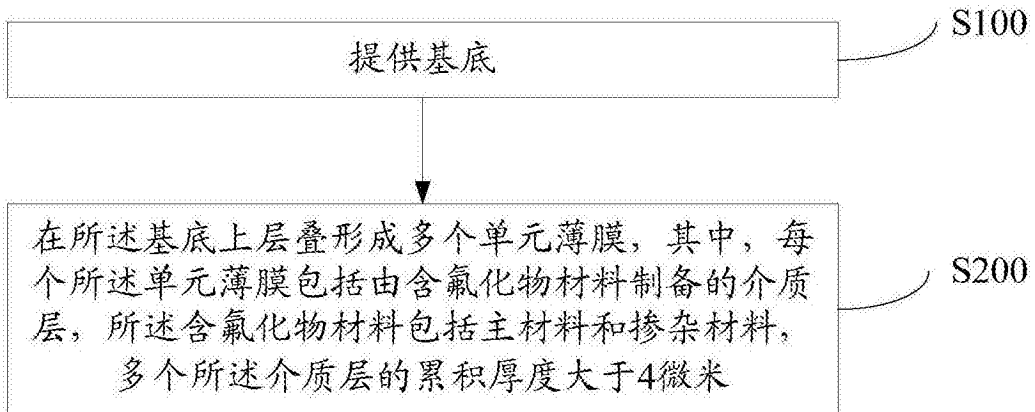 提供基底
S100
在所述基底上层叠形成多个单元薄膜，其中，每
个所述单元薄膜包括由含氟化物材料制备的介质
层，所述含氟化物材料包括主材料和掺杂材料，
多个所述介质层的累积厚度大于4微米
S200